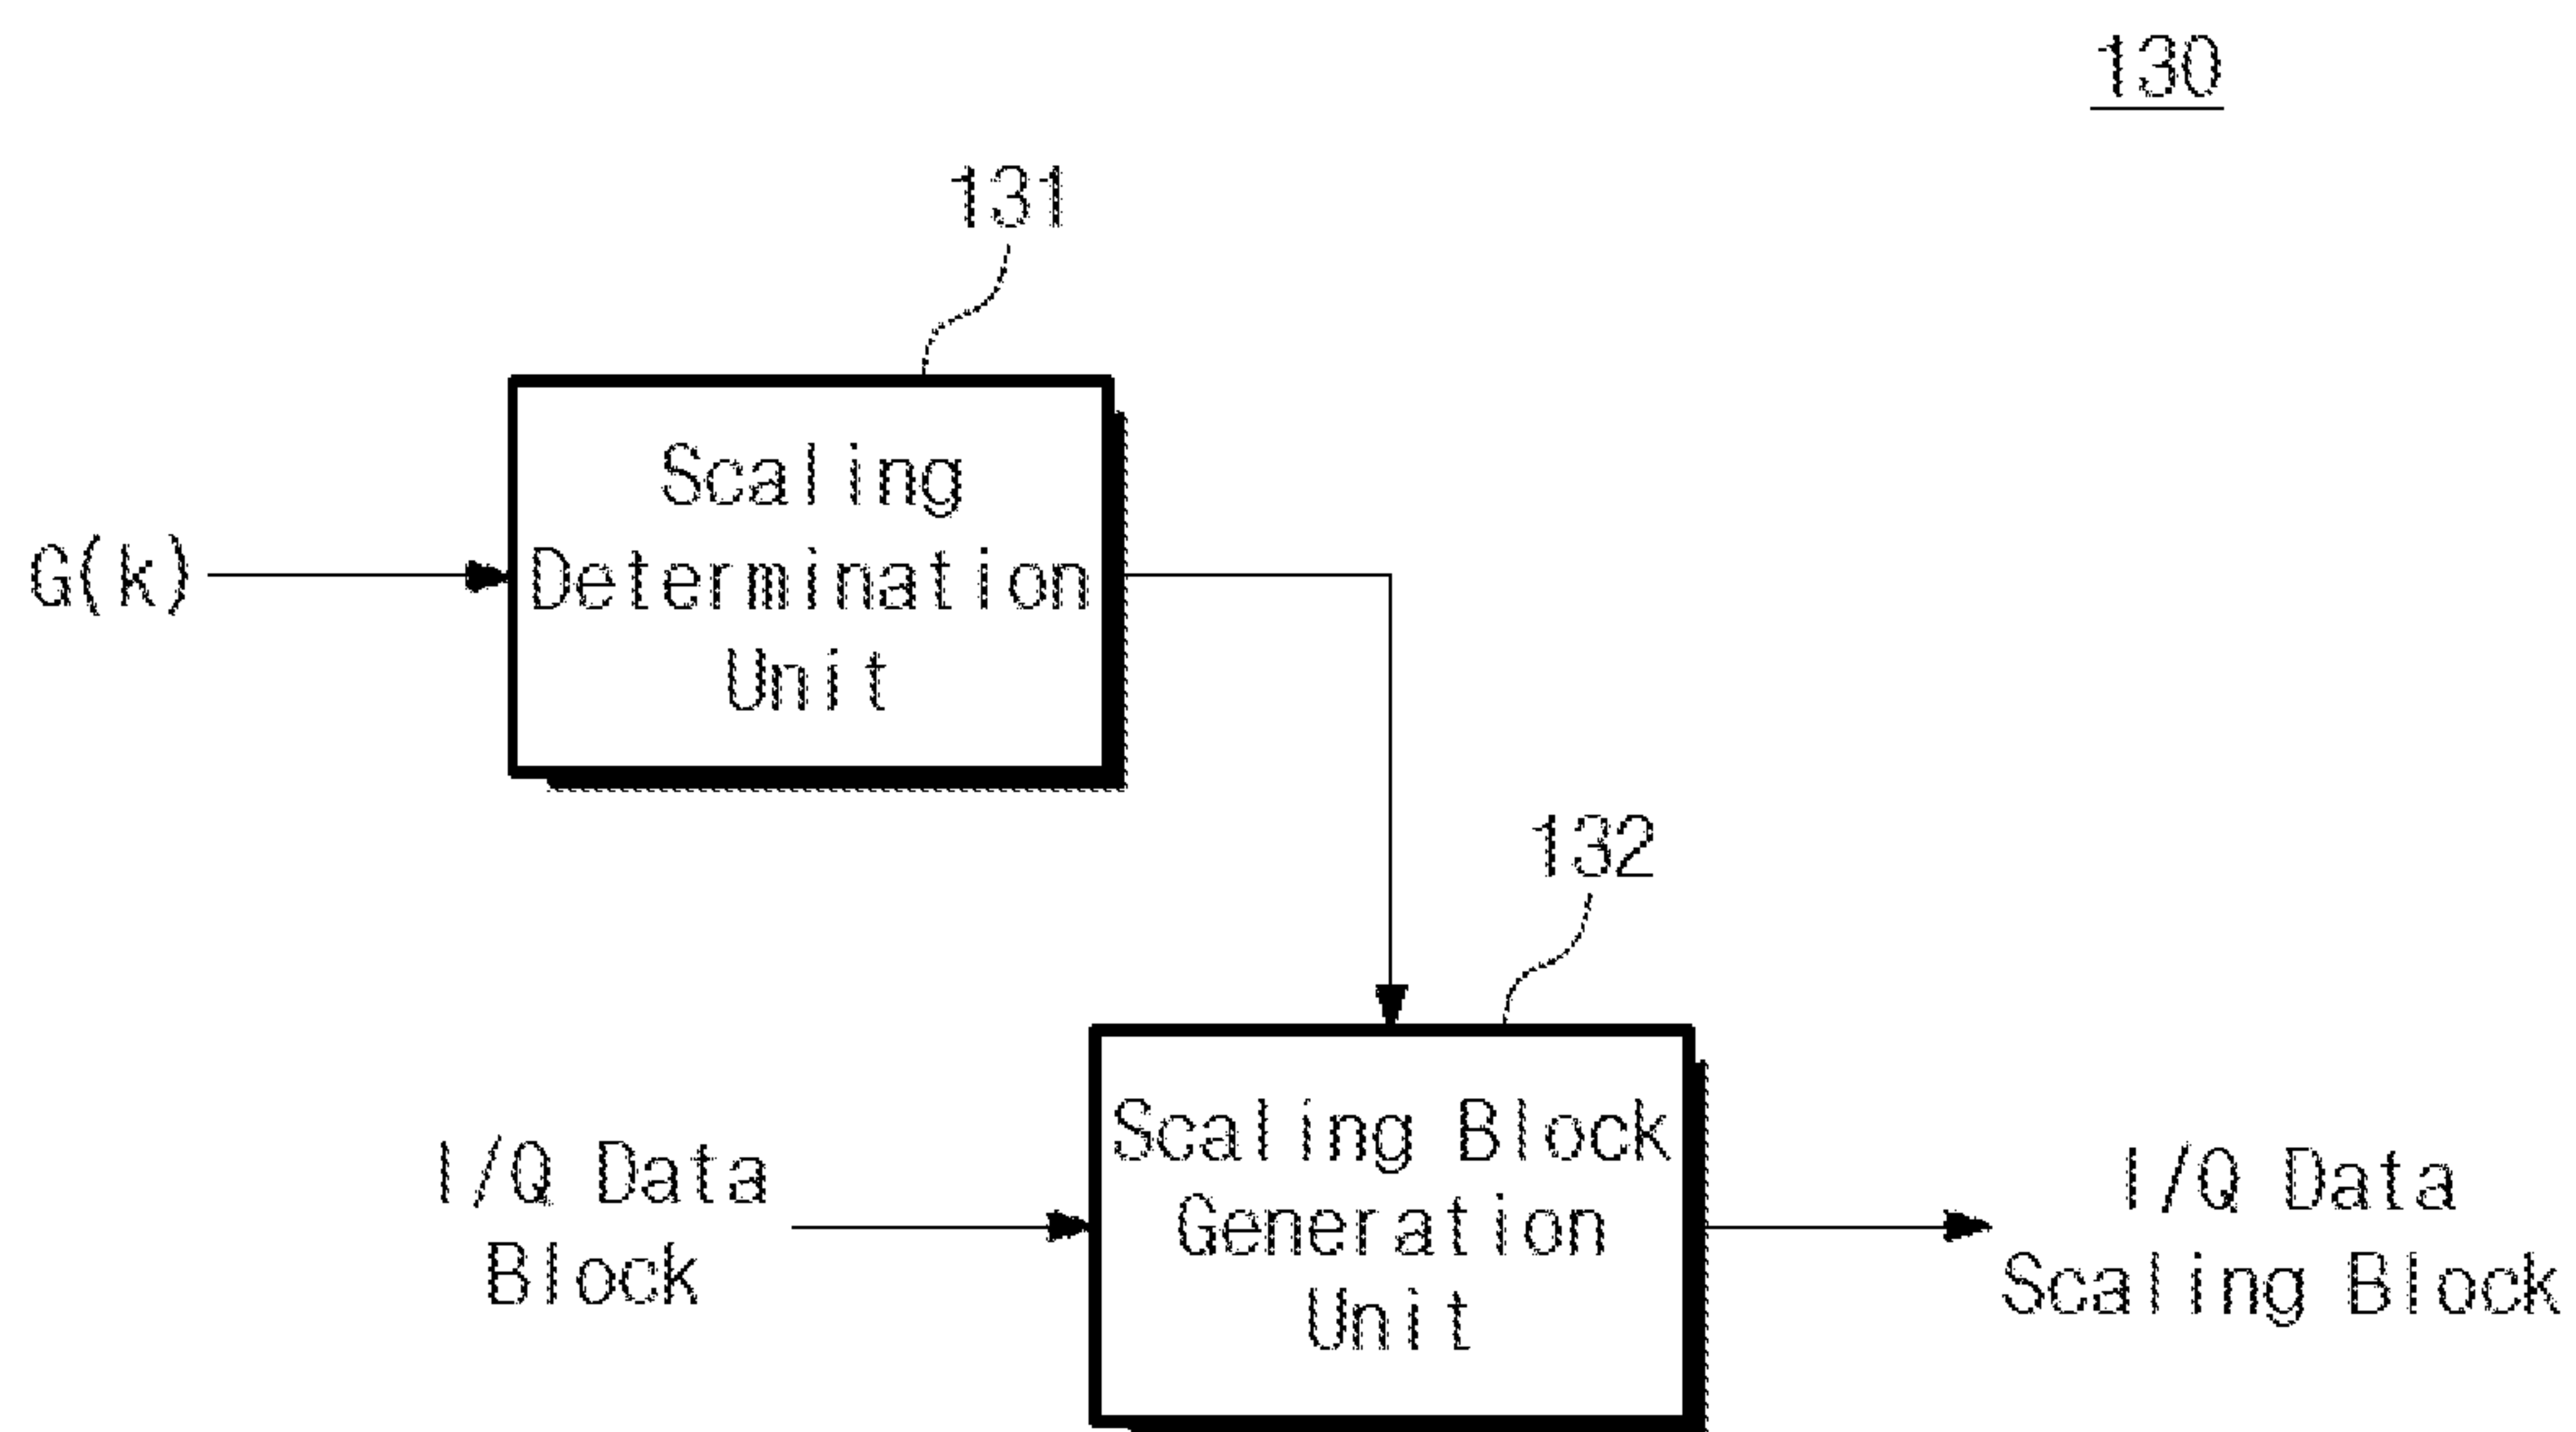 130
131
Scaling
Determination
Unit
G(k)
132
Scaling Block
Generation
Unit
I/Q Data
Block
I/Q Data
Scaling Block